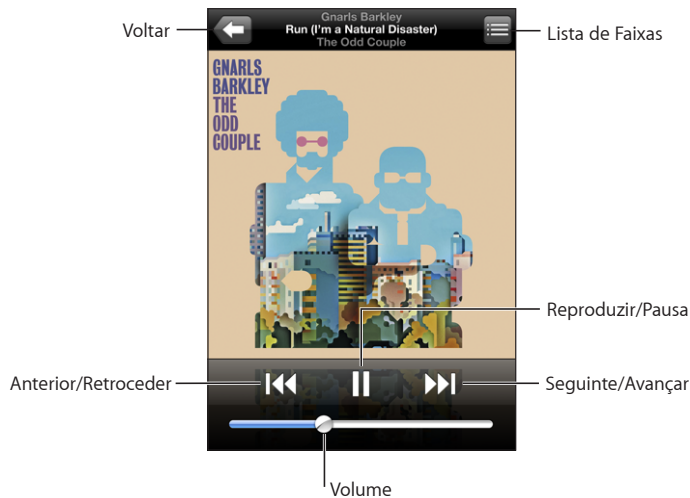 Gnarls Barkley
Voltar
Run (I'm a Natural Disaster)
Lista de Faixas
The Odd Couple
GNARLS
BARKLEY
THE
ODD
COUPLE
Reproduzir/Pausa
Anterior/Retroceder
Seguinte/Avançar
Volume